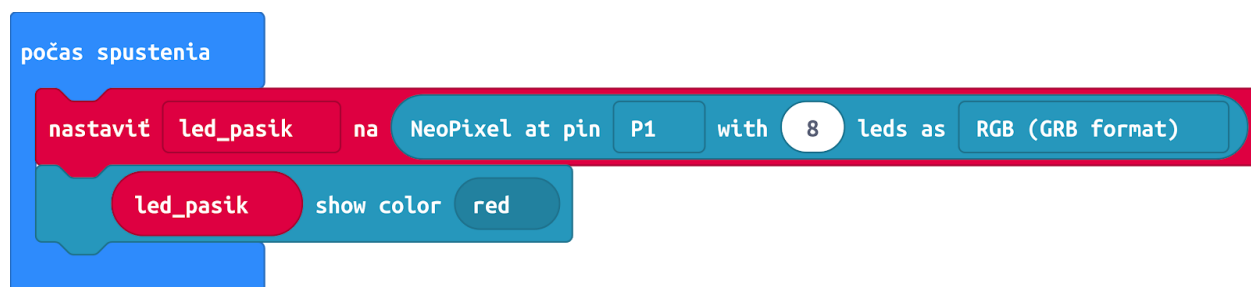 počas spustenia
nastaviť led_pasik na NeoPixel at pin P1 with 8 leds as RGB (GRB format)
led_pasik show color red